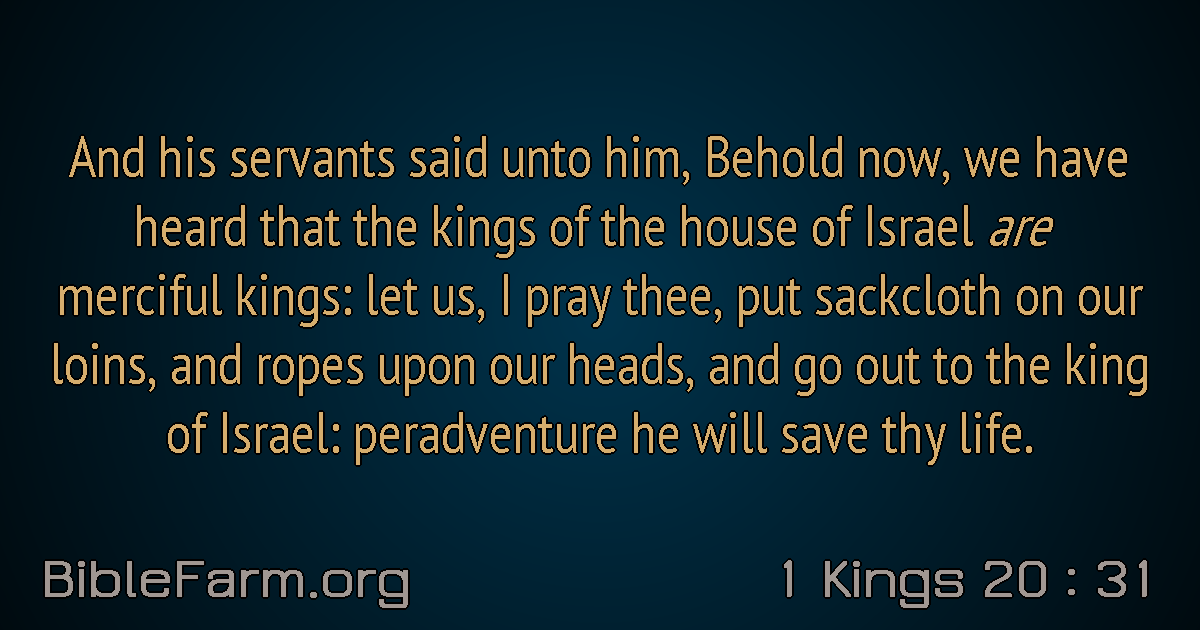 And his servants said unto him, Behold now, we have
heard that the kings of the house of Israel are
merciful kings: let us, I pray thee, put sackcloth on our
loins, and ropes upon our heads, and go out to the king
of Israel: peradventure he will save thy life.
BibleFarm.org
1 Kings 20 : 31